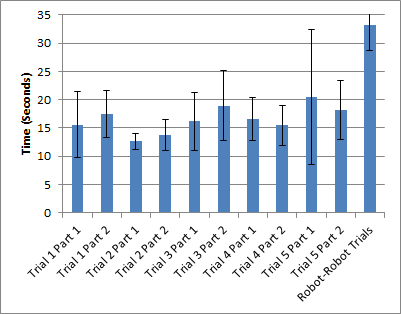 35
30
25
20
15
10
5
0
Time (Seconds)
Trial 1 Part 1
Trial 1 Part 2
Trial 2 Part 1
Trial 2 Part 2
Trial 3 Part 1
Trial 3 Part 2
Trial 4 Part 1
Trial 4 Part 2
Trial 5 Part 1
Trial 5 Part 2
Robot-Robot Trials